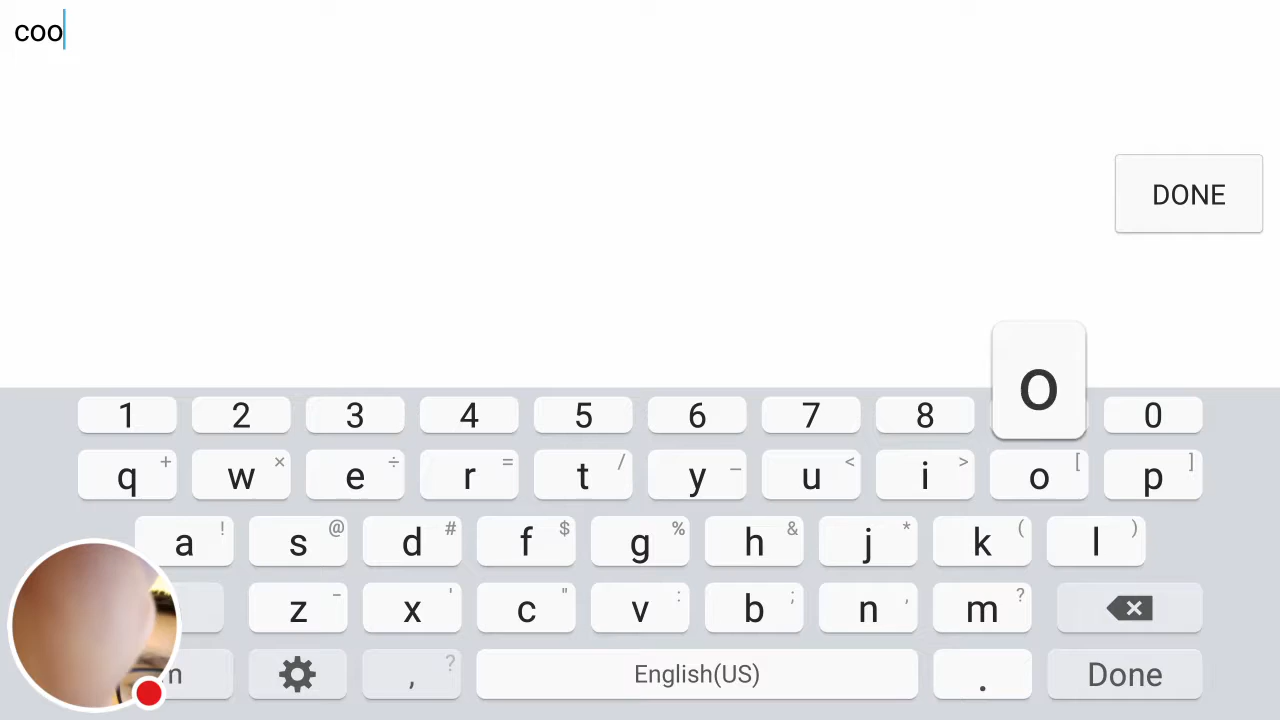 coo
DONE
o
1 2 3 4 5 6 7 8 0
q + w × e ÷ r = t / y – u < i > o [ p ]
a ! s @ d # f $ g % h & j * k ( l )
z - x ' c " v : b ; n , m ?
n , ? English(US) . Done